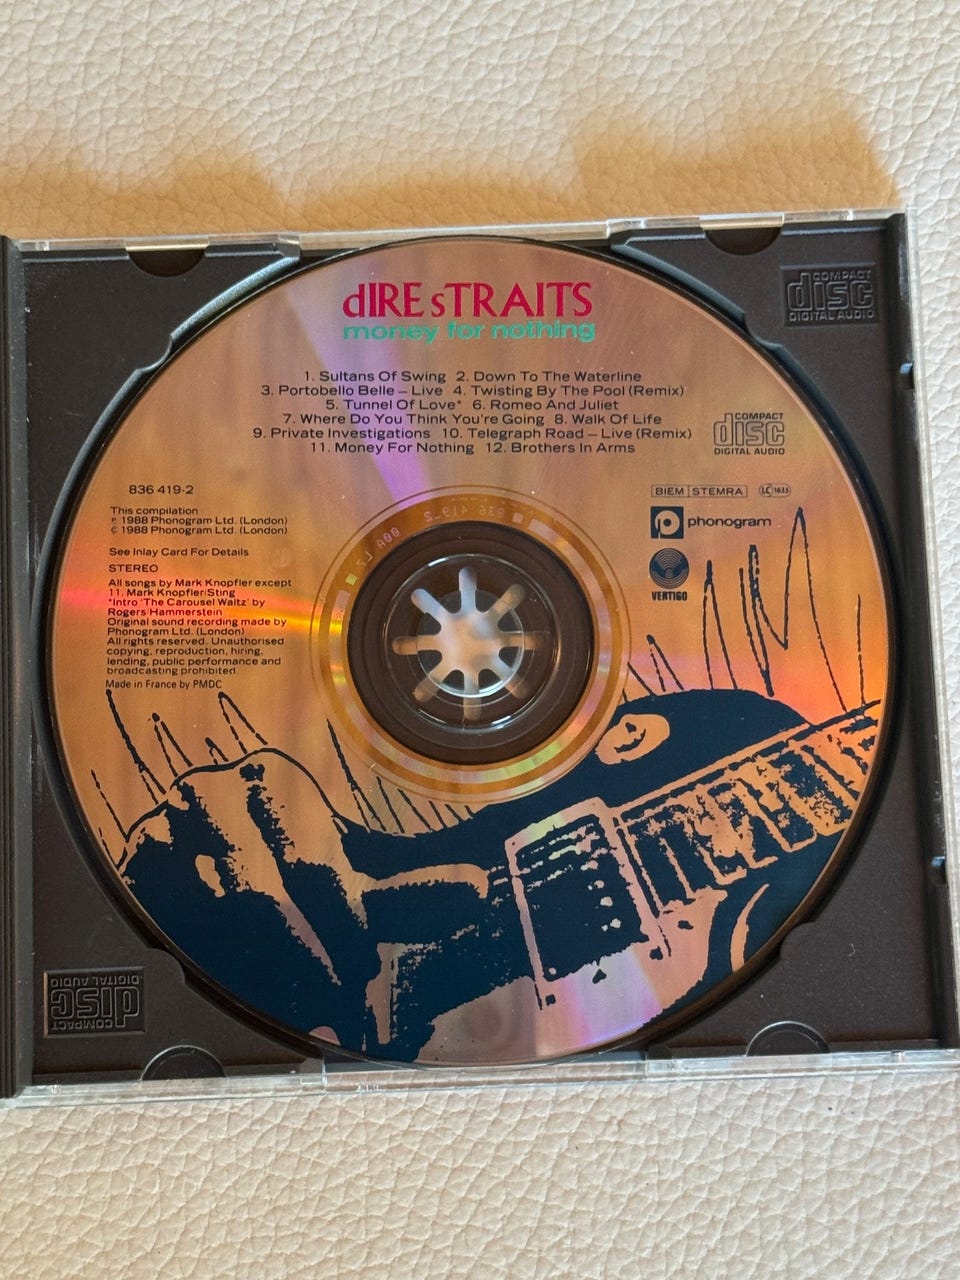 COMPACT
disc
DIGITAL AUDIO
dIRE sTRAITS
money for nothing
1. Sultans Of Swing 2. Down To The Waterline
3. Portobello Belle – Live 4. Twisting By The Pool (Remix)
5. Tunnel Of Love* 6. Romeo And Juliet
7. Where Do You Think You're Going 8. Walk Of Life
9. Private Investigations 10. Telegraph Road – Live (Remix)
11. Money For Nothing 12. Brothers In Arms
COMPACT
disc
DIGITAL AUDIO
836 419-2
BIEM STEMRA LC 1633
phonogram
VERTIGO
This compilation
℗ 1988 Phonogram Ltd. (London)
© 1988 Phonogram Ltd. (London)
See Inlay Card For Details
STEREO
All songs by Mark Knopfler except
11. Mark Knopfler/Sting
*Intro 'The Carousel Waltz' by
Rogers/Hammerstein
Original sound recording made by
Phonogram Ltd. (London)
All rights reserved. Unauthorised
copying, reproduction, hiring,
lending, public performance and
broadcasting prohibited.
Made in France by PMDC
836 419-2
COMPACT
disc
DIGITAL AUDIO